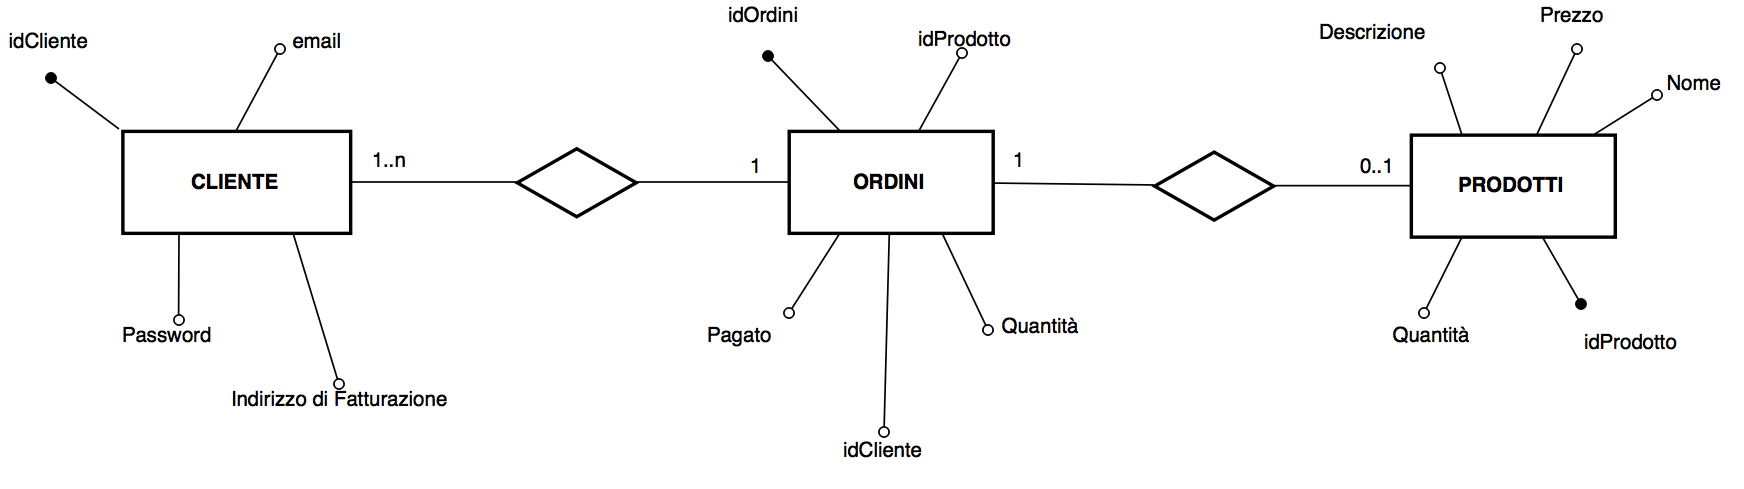 idOrdini
Prezzo
idCliente
email
idProdotto
Descrizione
Nome
1..n
1
1
0..1
CLIENTE
ORDINI
PRODOTTI
Password
Pagato
Quantità
Quantità
idProdotto
Indirizzo di Fatturazione
idCliente